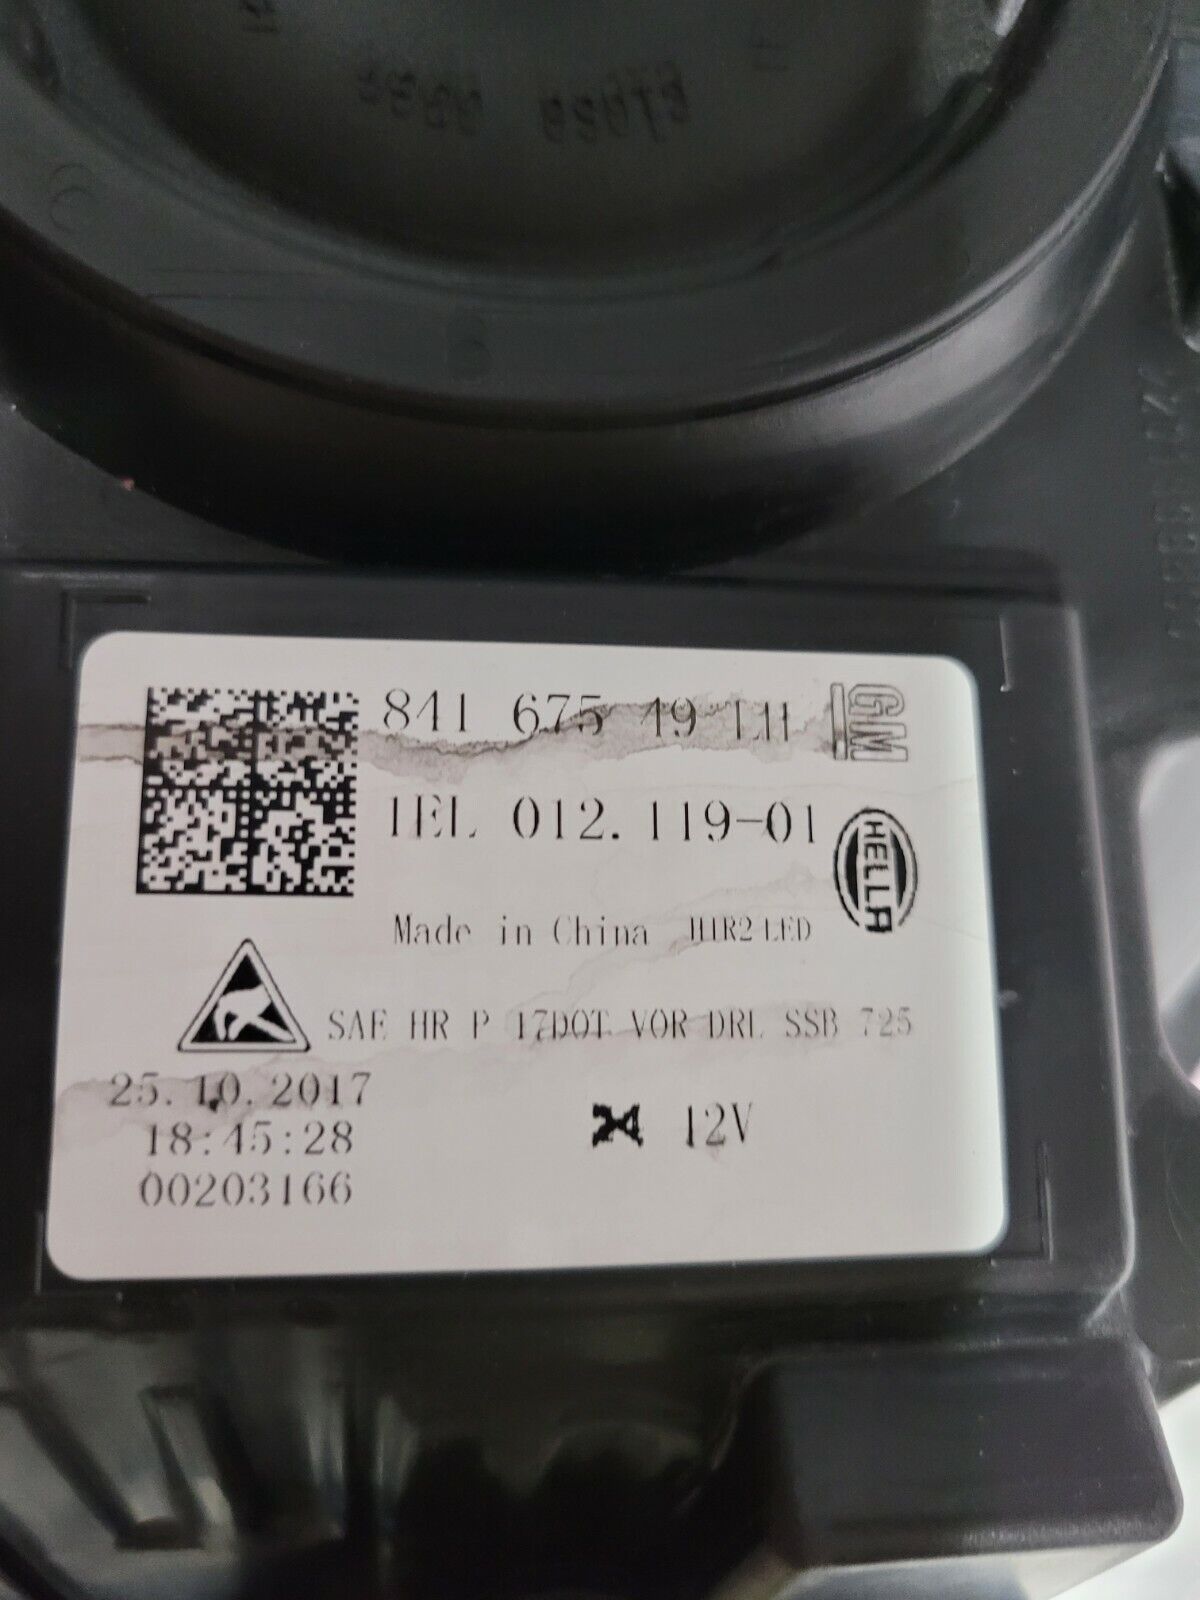 841 675 49 LH
GM
1EL 012.119-01
HELLA
Made in China HIR2 LED
SAE HR P 17DOT VOR DRL SSB 725
25.10.2017
18:45:28
00203166
12V